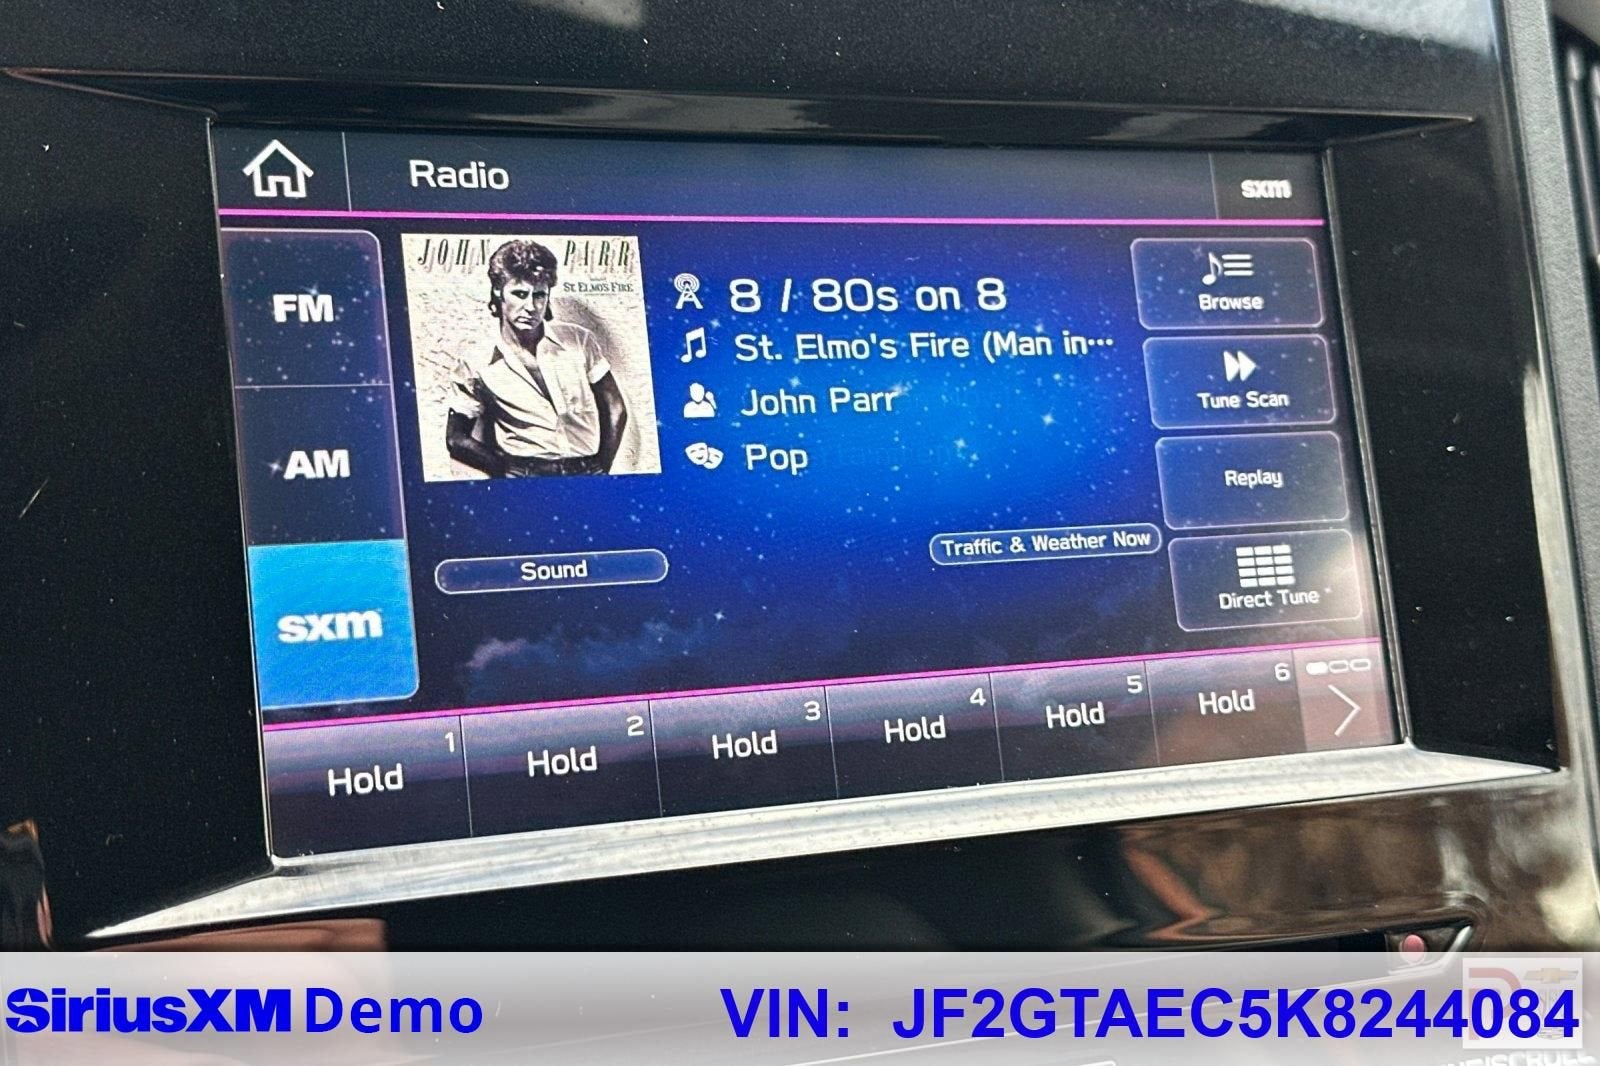 Radio
sxm
FM
AM
sxm
JOHN PARR
ST. ELMO'S FIRE
8 / 80s on 8
St. Elmo's Fire (Man in···
John Parr
Pop
Browse
Tune Scan
Replay
Direct Tune
Sound
Traffic & Weather Now
1
Hold
2
Hold
3
Hold
4
Hold
5
Hold
6
Hold
SiriusXM Demo
VIN: JF2GTAEC5K8244084